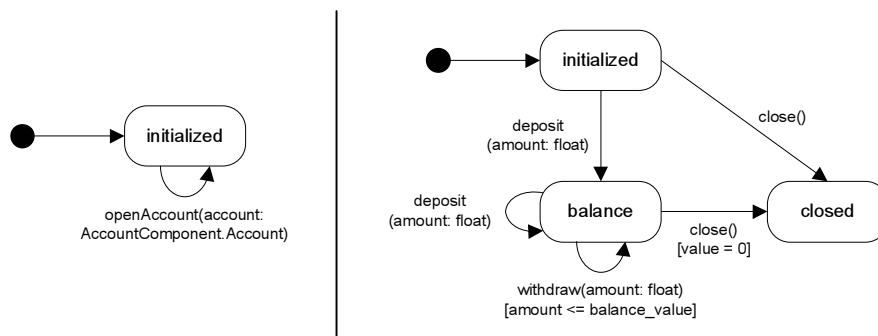 initialized
openAccount(account:
AccountComponent.Account)
initialized
deposit
(amount: float)
close()
deposit
(amount: float)
balance
close()
[value = 0]
closed
withdraw(amount: float)
[amount <= balance_value]